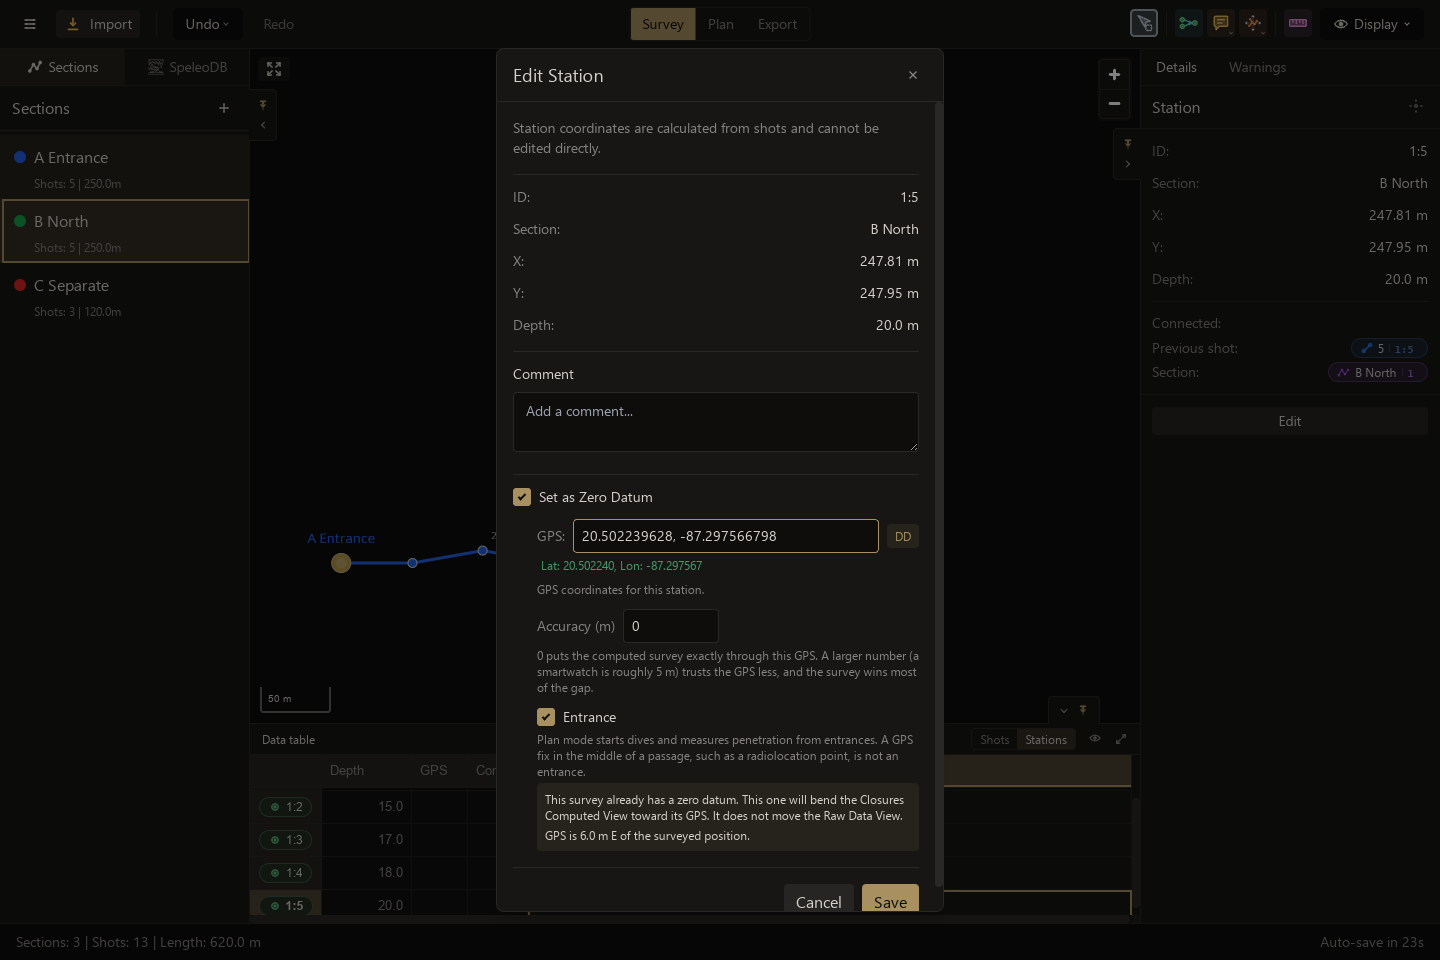 Import
Undo
Redo
Survey
Plan
Export
Display
Sections
SpeleoDB
Sections
A Entrance
Shots: 5 | 250.0m
B North
Shots: 5 | 250.0m
C Separate
Shots: 3 | 120.0m
A Entrance
50 m
Edit Station
Station coordinates are calculated from shots and cannot be
edited directly.
ID: 1:5
Section: B North
X: 247.81 m
Y: 247.95 m
Depth: 20.0 m
Comment
Add a comment...
Set as Zero Datum
GPS: 20.502239628, -87.297566798 DD
Lat: 20.502240, Lon: -87.297567
GPS coordinates for this station.
Accuracy (m) 0
0 puts the computed survey exactly through this GPS. A larger number (a
smartwatch is roughly 5 m) trusts the GPS less, and the survey wins most
of the gap.
Entrance
Plan mode starts dives and measures penetration from entrances. A GPS
fix in the middle of a passage, such as a radiolocation point, is not an
entrance.
This survey already has a zero datum. This one will bend the Closures
Computed View toward its GPS. It does not move the Raw Data View.
GPS is 6.0 m E of the surveyed position.
Cancel
Save
Details
Warnings
Station
ID: 1:5
Section: B North
X: 247.81 m
Y: 247.95 m
Depth: 20.0 m
Connected:
Previous shot: 5 1:5
Section: B North 1
Edit
Data table
Shots
Stations
Depth GPS
1:2 15.0
1:3 17.0
1:4 18.0
1:5 20.0
Sections: 3 | Shots: 13 | Length: 620.0 m
Auto-save in 23s